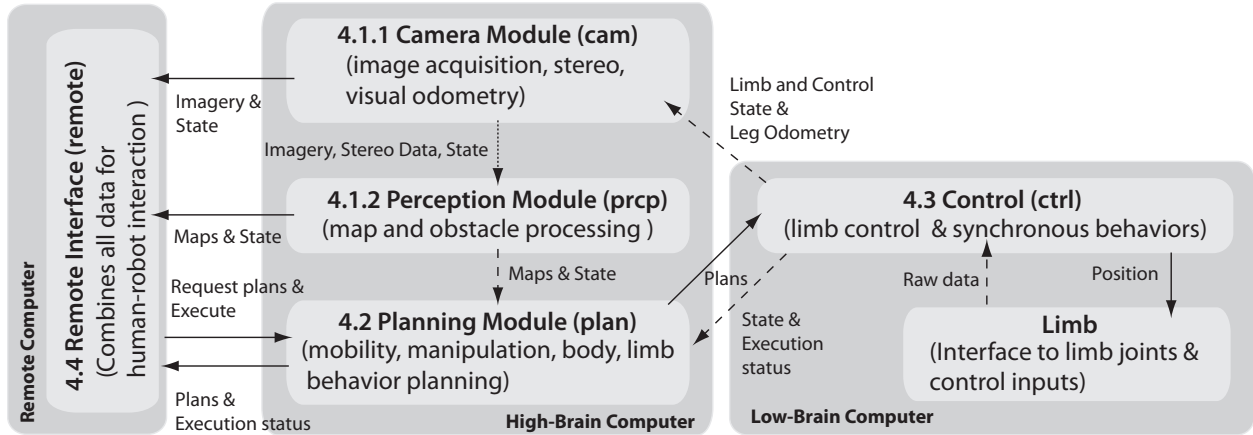 Remote Computer
4.4 Remote Interface (remote)
(Combines all data for
human-robot interaction )
Imagery &
State
Maps & State
Request plans &
Execute
Plans &
Execution status
4.1.1 Camera Module (cam)
(image acquisition, stereo,
visual odometry)
Imagery, Stereo Data, State
4.1.2 Perception Module (prcp)
(map and obstacle processing )
Maps & State
4.2 Planning Module (plan)
(mobility, manipulation, body, limb
behavior planning)
High-Brain Computer
Limb and Control
State &
Leg Odometry
Plans
State &
Execution
status
4.3 Control (ctrl)
(limb control & synchronous behaviors)
Raw data
Position
Limb
(Interface to limb joints &
control inputs)
Low-Brain Computer